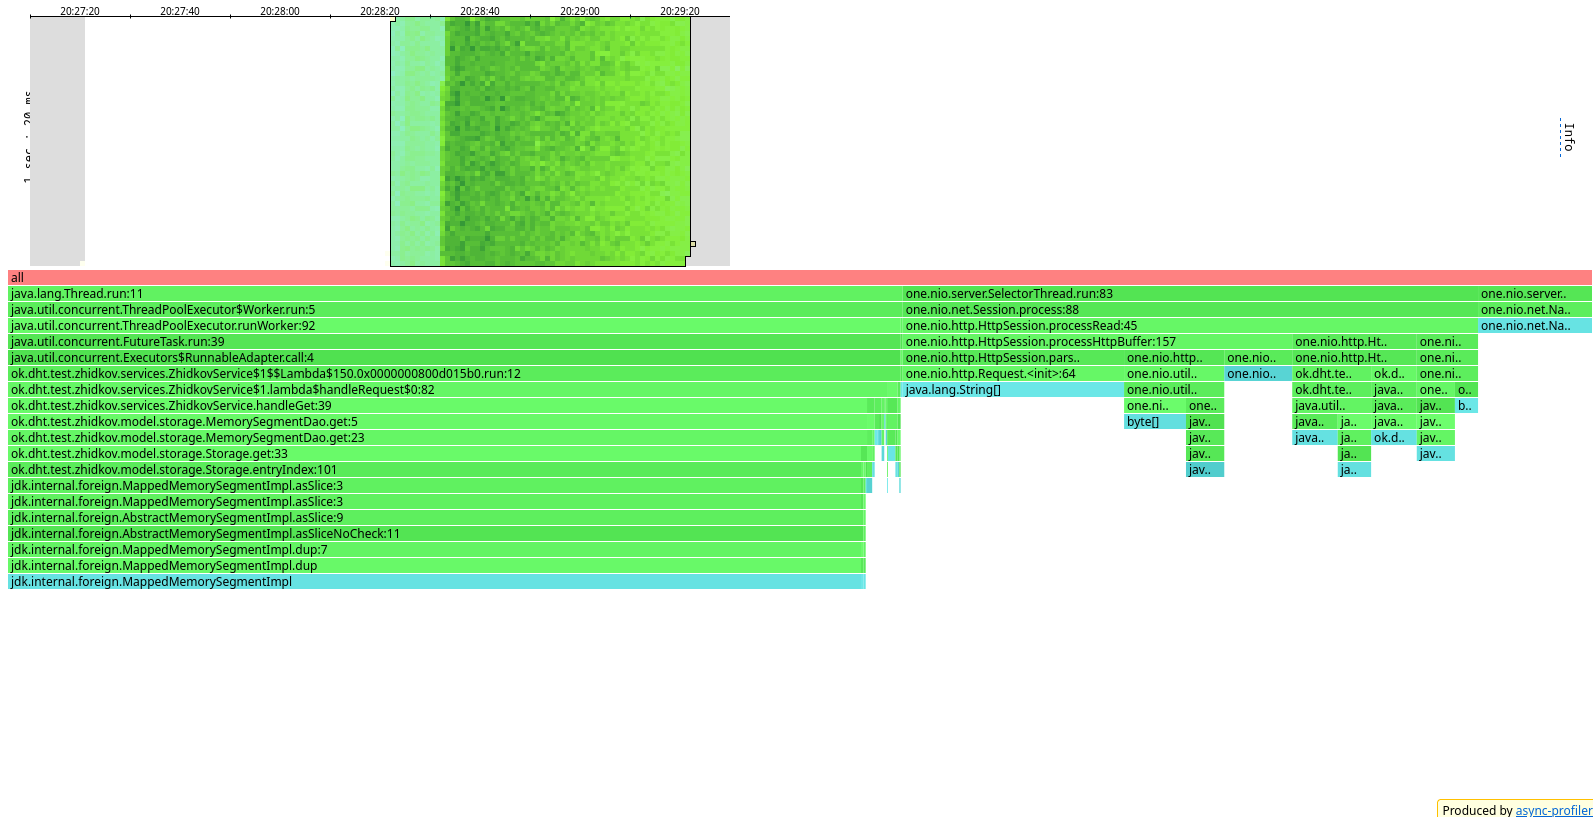 20:27:20 20:27:40 20:28:00 20:28:20 20:28:40 20:29:00 20:29:20
1 sec : 20 ms
Info
all
java.lang.Thread.run:11 one.nio.server.SelectorThread.run:83 one.nio.server..
java.util.concurrent.ThreadPoolExecutor$Worker.run:5 one.nio.net.Session.process:88 one.nio.net.Na..
java.util.concurrent.ThreadPoolExecutor.runWorker:92 one.nio.http.HttpSession.processRead:45 one.nio.net.Na..
java.util.concurrent.FutureTask.run:39 one.nio.http.HttpSession.processHttpBuffer:157 one.nio.http.Ht.. one.ni..
java.util.concurrent.Executors$RunnableAdapter.call:4 one.nio.http.HttpSession.pars.. one.nio.http.. one.nio.. one.nio.http.Ht.. one.ni..
ok.dht.test.zhidkov.services.ZhidkovService$1$$Lambda$150.0x0000000800d015b0.run:12 one.nio.http.Request.<init>:64 one.nio.util.. one.nio.. ok.dht.te.. ok.d.. one.ni..
ok.dht.test.zhidkov.services.ZhidkovService$1.lambda$handleRequest$0:82 java.lang.String[] one.nio.util.. ok.dht.te.. java.. one.. o..
ok.dht.test.zhidkov.services.ZhidkovService.handleGet:39 one.ni.. one.. java.util.. java.. jav.. b..
ok.dht.test.zhidkov.model.storage.MemorySegmentDao.get:5 byte[] jav.. java.. ja.. java.. jav..
ok.dht.test.zhidkov.model.storage.MemorySegmentDao.get:23 jav.. java.. ja.. ok.d.. jav..
ok.dht.test.zhidkov.model.storage.Storage.get:33 jav.. ja.. jav..
ok.dht.test.zhidkov.model.storage.Storage.entryIndex:101 jav.. ja..
jdk.internal.foreign.MappedMemorySegmentImpl.asSlice:3
jdk.internal.foreign.MappedMemorySegmentImpl.asSlice:3
jdk.internal.foreign.AbstractMemorySegmentImpl.asSlice:9
jdk.internal.foreign.AbstractMemorySegmentImpl.asSliceNoCheck:11
jdk.internal.foreign.MappedMemorySegmentImpl.dup:7
jdk.internal.foreign.MappedMemorySegmentImpl.dup
jdk.internal.foreign.MappedMemorySegmentImpl
Produced by async-profiler